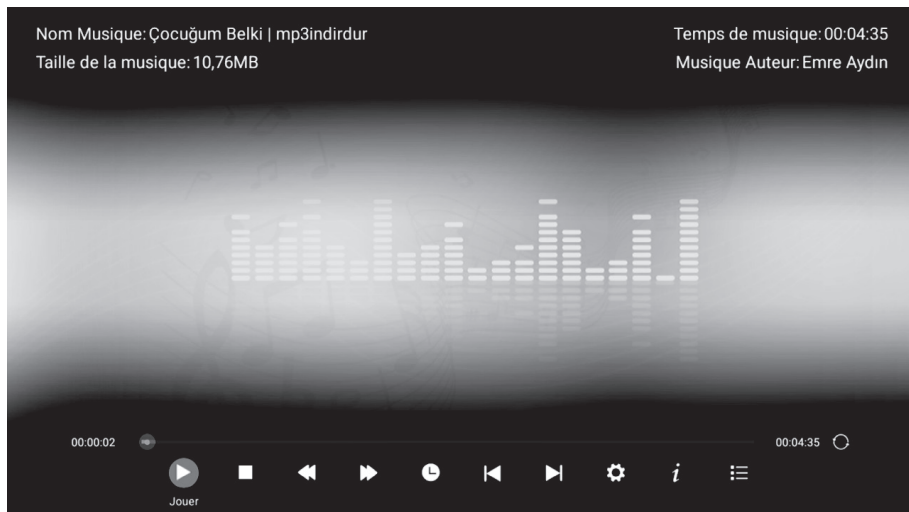 Nom Musique: Çocuğum Belki | mp3indirdur
Temps de musique: 00:04:35
Taille de la musique: 10,76MB
Musique Auteur: Emre Aydın
00:00:02
00:04:35
Jouer